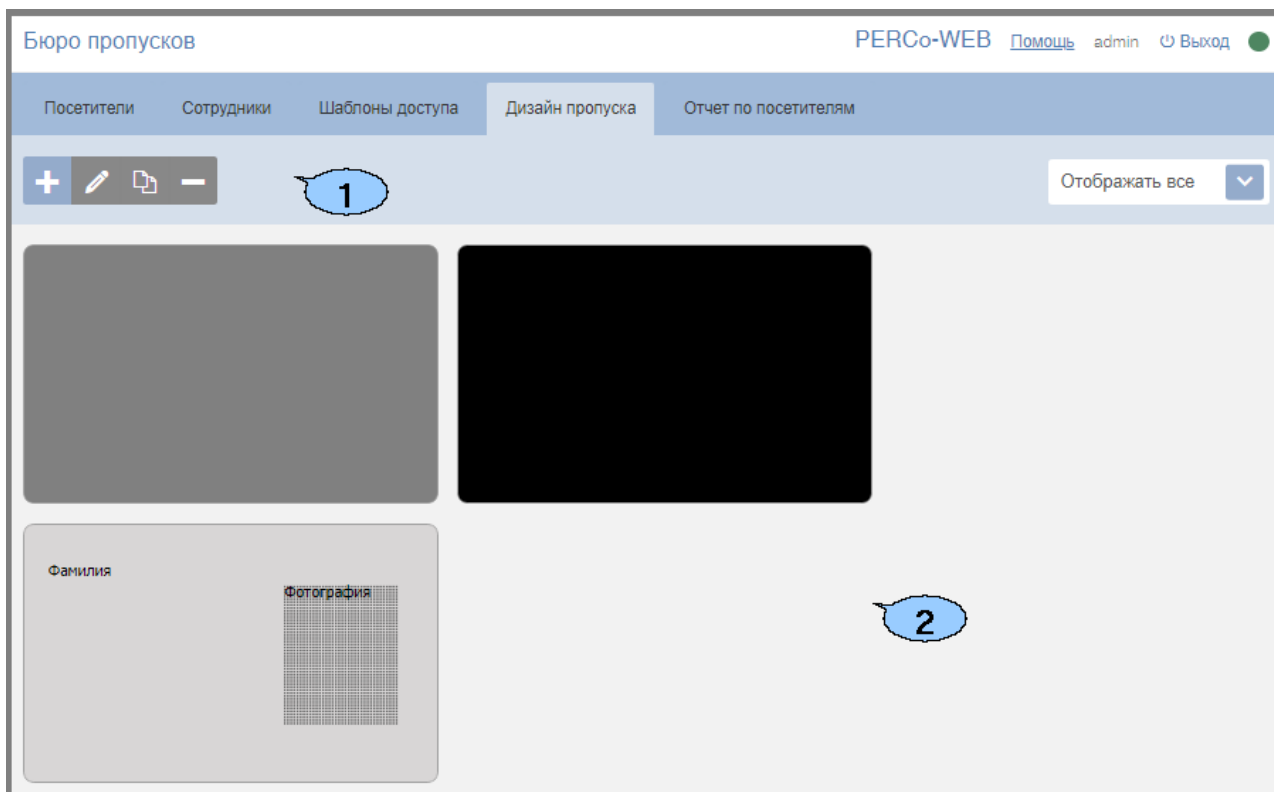 Бюро пропусков PERCo-WEB Помощь admin Выход
Посетители Сотрудники Шаблоны доступа Дизайн пропуска Отчет по посетителям
1 Отображать все
Фамилия
Фотография
2